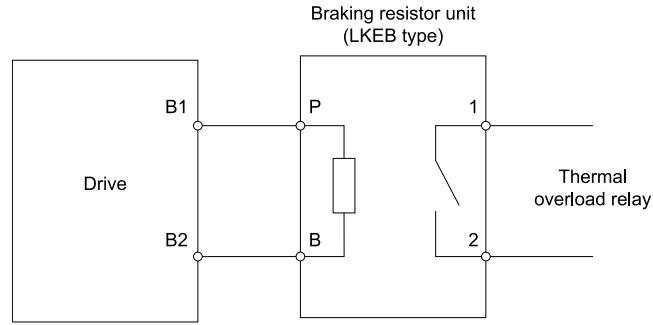 Braking resistor unit
(LKEB type)
B1
P
1
Drive
Thermal
overload relay
B2
B
2